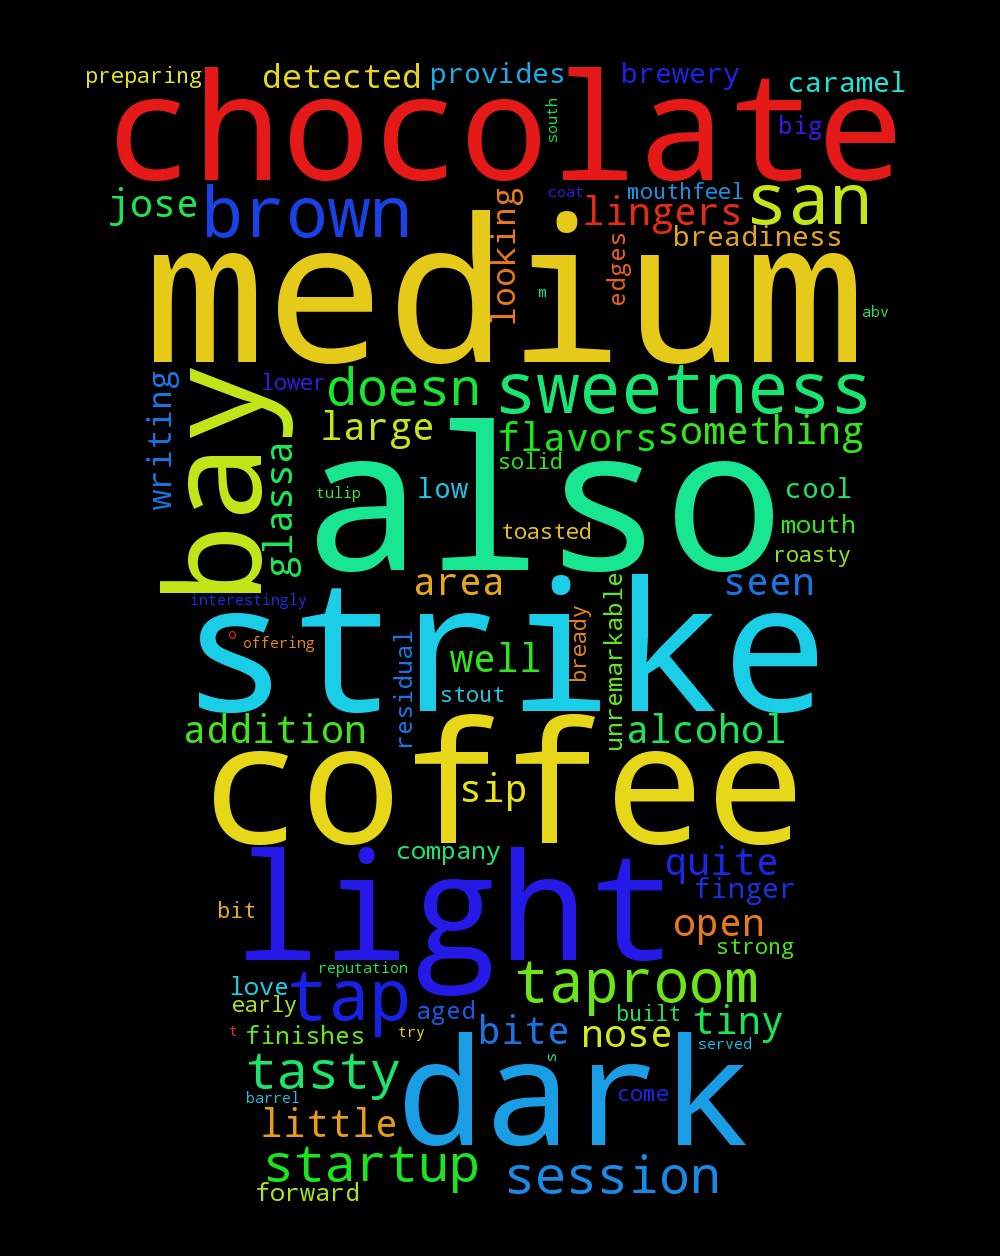 preparing
detected
provides
brewery
caramel
chocolate
south
big
jose
brown
looking
coat
mouthfeel
lingers
san
breadiness
edges
medium
m
abv
writing
bay
lower
doesn
sweetness
large
flavors
something
glassa
also
solid
tulip
low
cool
toasted
mouth
roasty
area
seen
interestingly
strike
o
offering
residual
well
bready
unremarkable
stout
addition
alcohol
coffee
sip
company
light
quite
finger
bit
open
strong
reputation
love
tap
taproom
early
aged
built
tiny
t
finishes
try
bite
nose
served
s
tasty
dark
barrel
come
little
startup
session
forward